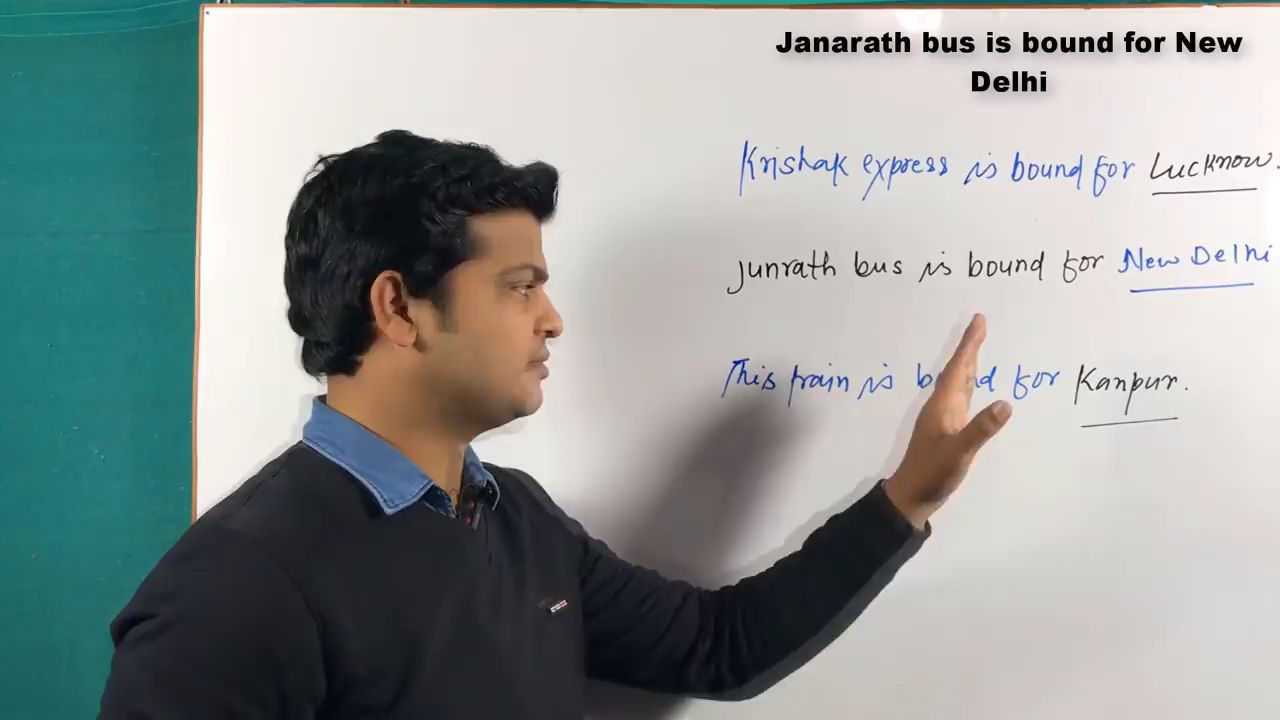 Janarath bus is bound for New
Delhi
Krishak express is bound for Lucknow.
Junrath bus is bound for New Delhi
This train is bound for Kanpur.